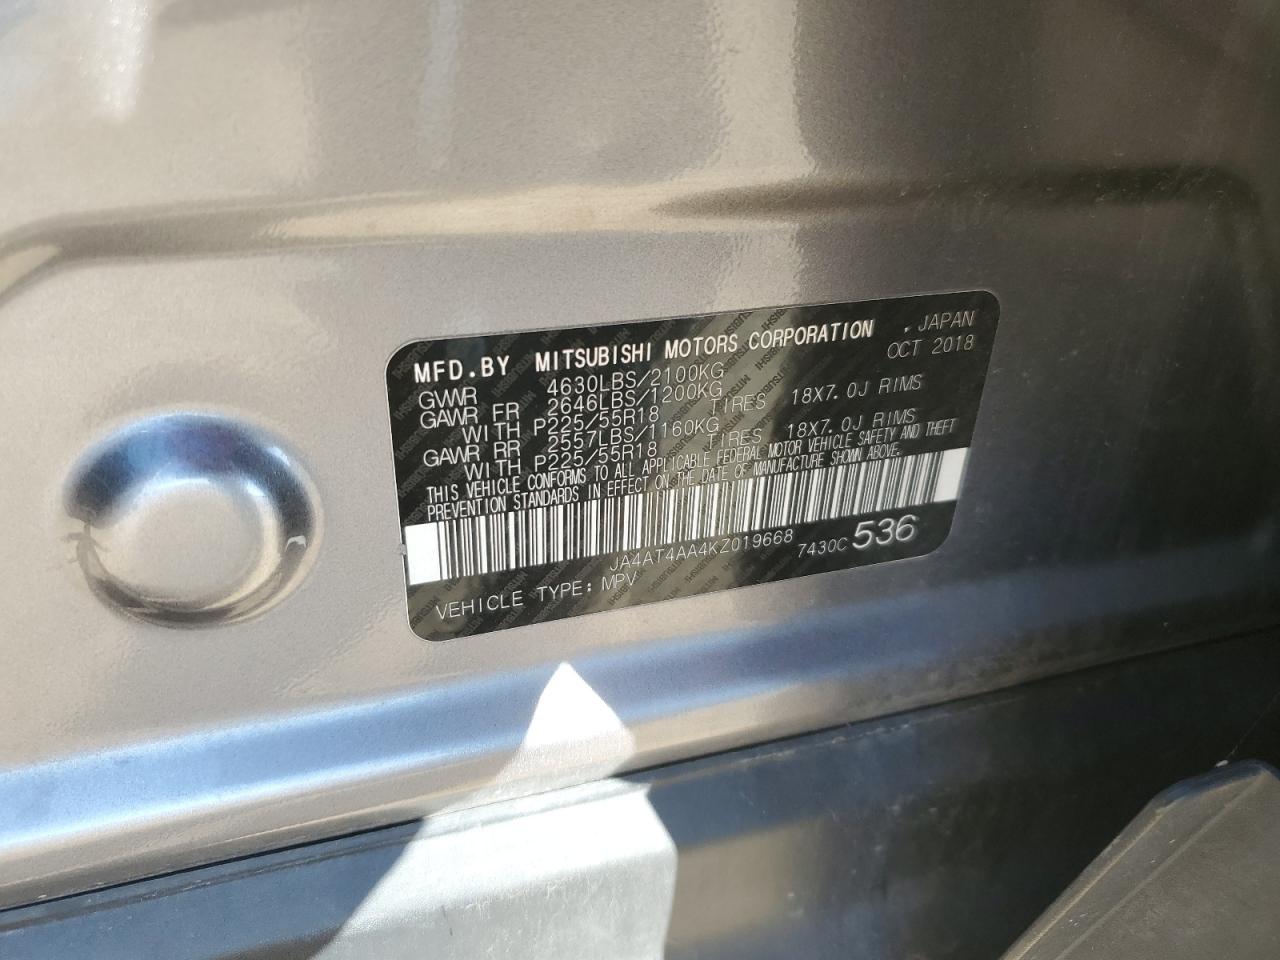 MFD.BY MITSUBISHI MOTORS CORPORATION . JAPAN
OCT 2018
GVWR 4630LBS/2100KG
GAWR FR 2646LBS/1200KG
WITH P225/55R18 TIRES 18X7.0J RIMS
GAWR RR 2557LBS/1160KG
WITH P225/55R18 TIRES 18X7.0J RIMS
THIS VEHICLE CONFORMS TO ALL APPLICABLE FEDERAL MOTOR VEHICLE SAFETY AND THEFT
PREVENTION STANDARDS IN EFFECT ON THE DATE OF MANUFACTURE SHOWN ABOVE.
JA4AT4AA4KZ019668 7430C 536
VEHICLE TYPE: MPV